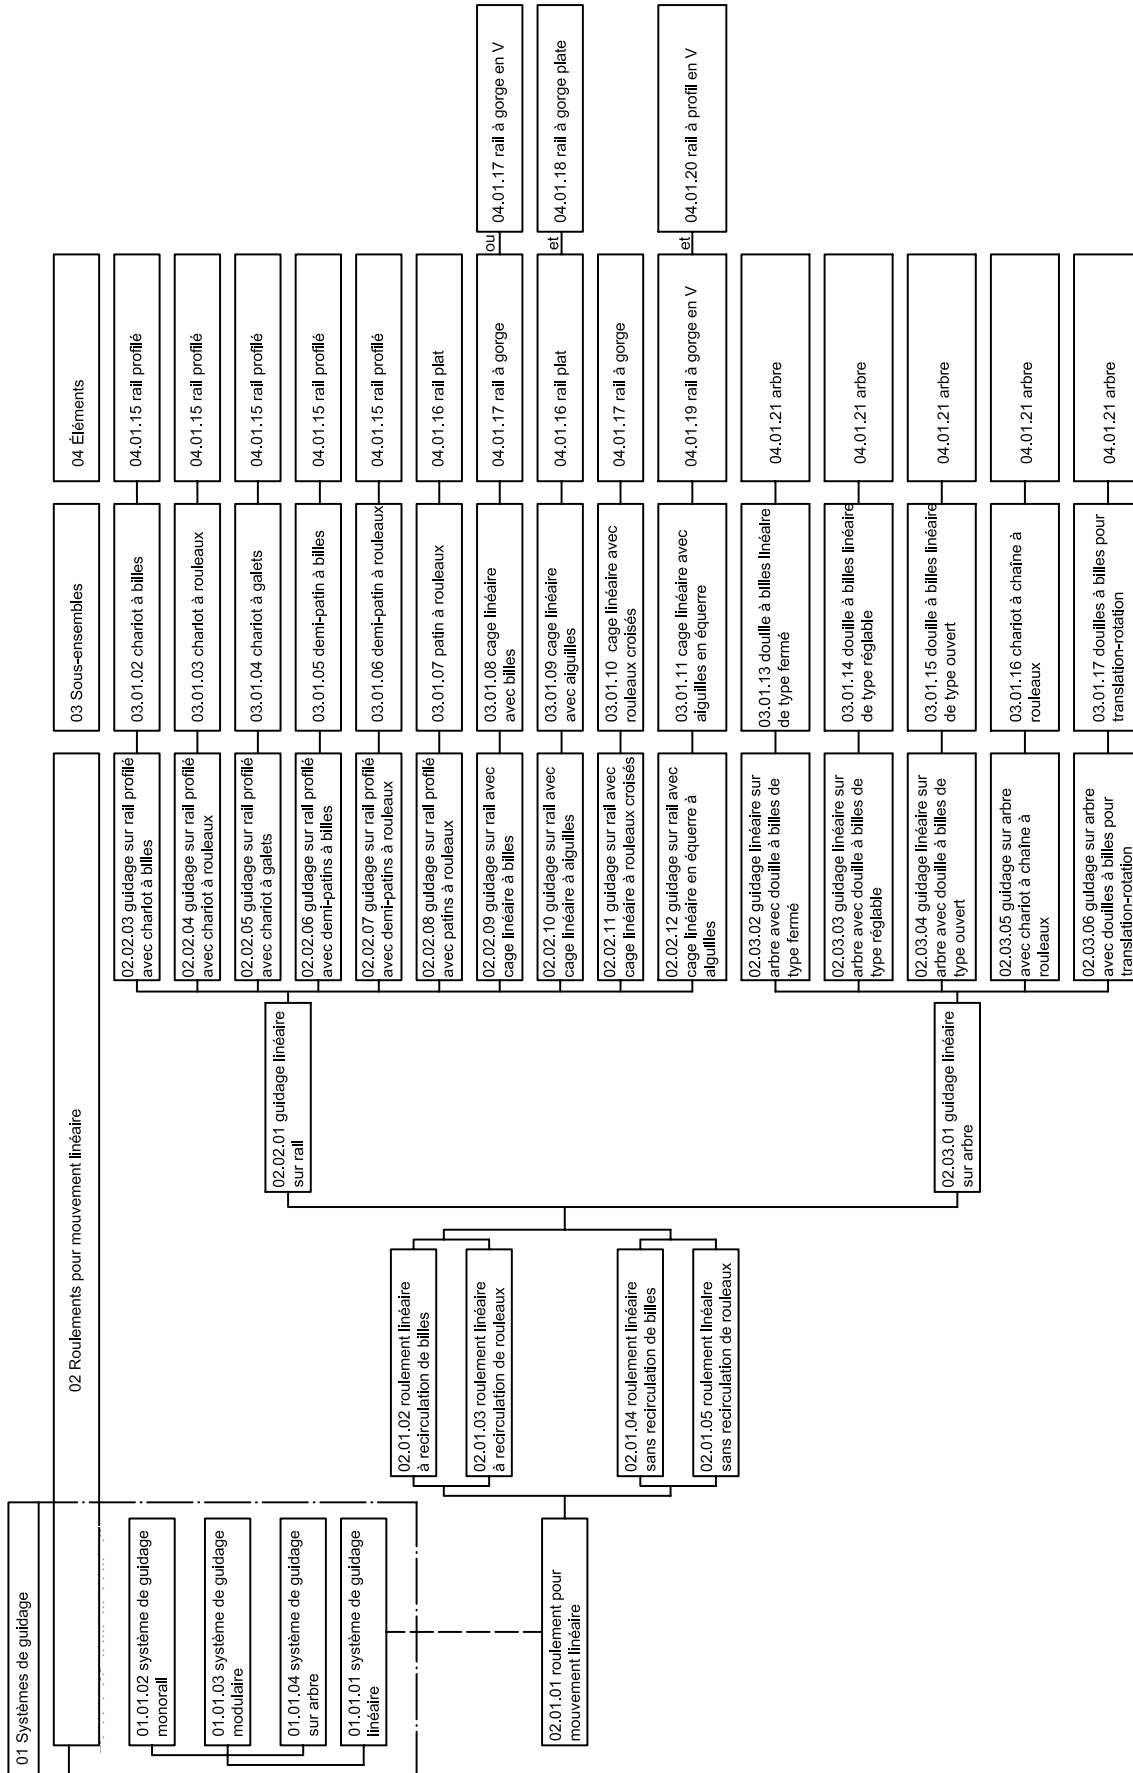 01 Systèmes de guidage
01.01.02 système de guidage
monorail
01.01.03 système de guidage
modulaire
01.01.04 système de guidage
sur arbre
01.01.01 système de guidage
linéaire
02 Roulements pour mouvement linéaire
02.01.01 roulement pour
mouvement linéaire
02.01.02 roulement linéaire
à recirculation de billes
02.01.03 roulement linéaire
à recirculation de rouleaux
02.01.04 roulement linéaire
sans recirculation de billes
02.01.05 roulement linéaire
sans recirculation de rouleaux
02.02.01 guidage linéaire
sur rail
02.03.01 guidage linéaire
sur arbre
02.02.03 guidage sur rail profilé
avec chariot à billes
02.02.04 guidage sur rail profilé
avec chariot à rouleaux
02.02.05 guidage sur rail profilé
avec chariot à galets
02.02.06 guidage sur rail profilé
avec demi-patins à billes
02.02.07 guidage sur rail profilé
avec demi-patins à rouleaux
02.02.08 guidage sur rail profilé
avec patins à rouleaux
02.02.09 guidage sur rail avec
cage linéaire à billes
02.02.10 guidage sur rail avec
cage linéaire à aiguilles
02.02.11 guidage sur rail avec
cage linéaire à rouleaux croisés
02.02.12 guidage sur rail avec
cage linéaire en équerre à
aiguilles
02.03.02 guidage linéaire sur
arbre avec douille à billes de
type fermé
02.03.03 guidage linéaire sur
arbre avec douille à billes de
type réglable
02.03.04 guidage linéaire sur
arbre avec douille à billes de
type ouvert
02.03.05 guidage sur arbre
avec chariot à chaîne à
rouleaux
02.03.06 guidage sur arbre
avec douilles à billes pour
translation-rotation
03 Sous-ensembles
03.01.02 chariot à billes
03.01.03 chariot à rouleaux
03.01.04 chariot à galets
03.01.05 demi-patin à billes
03.01.06 demi-patin à rouleaux
03.01.07 patin à rouleaux
03.01.08 cage linéaire
avec billes
03.01.09 cage linéaire
avec aiguilles
03.01.10 cage linéaire avec
rouleaux croisés
03.01.11 cage linéaire avec
aiguilles en équerre
03.01.13 douille à billes linéaire
de type fermé
03.01.14 douille à billes linéaire
de type réglable
03.01.15 douille à billes linéaire
de type ouvert
03.01.16 chariot à chaîne à
rouleaux
03.01.17 douilles à billes pour
translation-rotation
04 Éléments
04.01.15 rail profilé
04.01.15 rail profilé
04.01.15 rail profilé
04.01.15 rail profilé
04.01.15 rail profilé
04.01.16 rail plat
04.01.17 rail à gorge
ou
04.01.17 rail à gorge en V
04.01.16 rail plat
et
04.01.18 rail à gorge plate
04.01.17 rail à gorge
04.01.19 rail à gorge en V
et
04.01.20 rail à profil en V
04.01.21 arbre
04.01.21 arbre
04.01.21 arbre
04.01.21 arbre
04.01.21 arbre